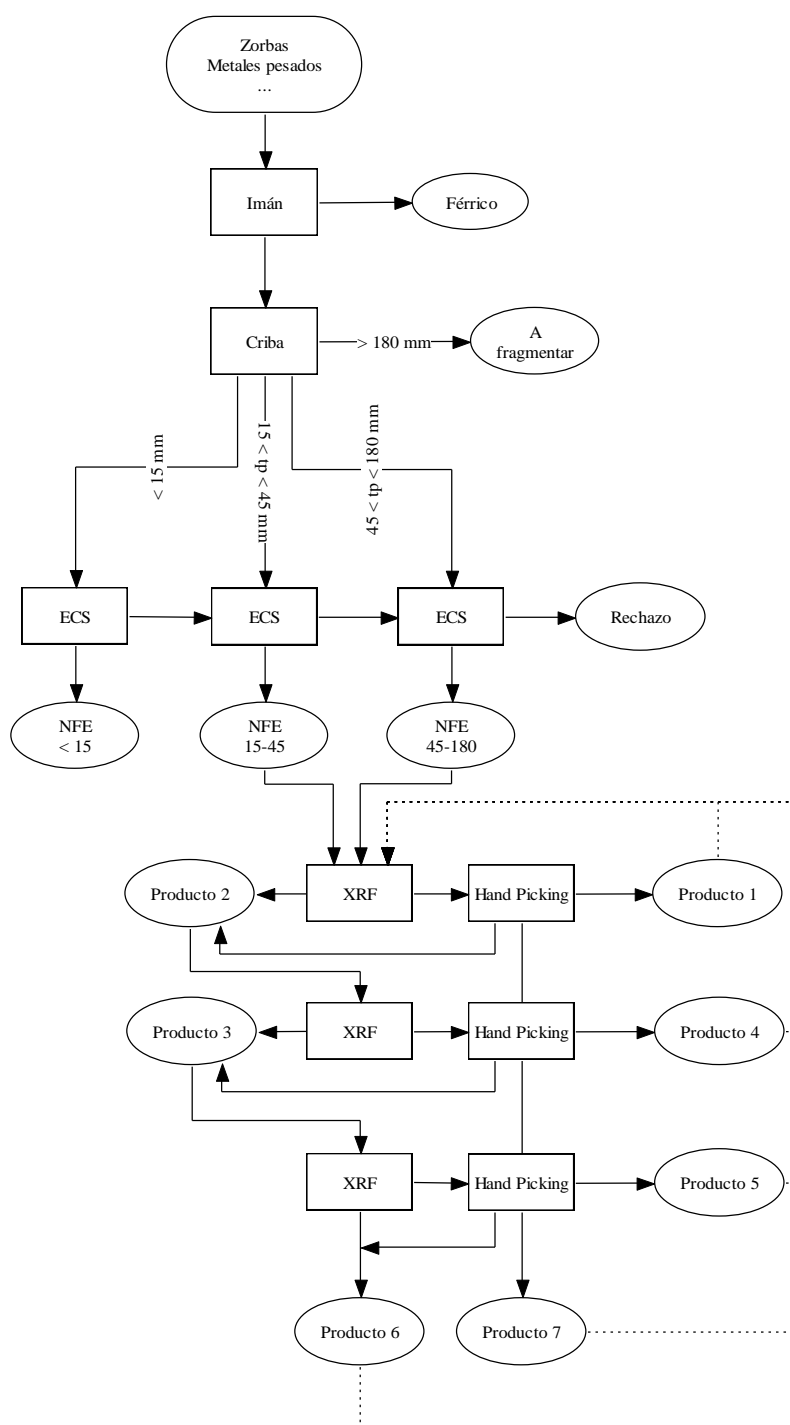 Zorbas
Metales pesados
...
Imán
Férrico
Criba
> 180 mm
A
fragmentar
< 15 mm
15 < tp < 45 mm
45 < tp < 180 mm
ECS
ECS
ECS
Rechazo
NFE
< 15
NFE
15-45
NFE
45-180
Producto 2
XRF
Hand Picking
Producto 1
Producto 3
XRF
Hand Picking
Producto 4
XRF
Hand Picking
Producto 5
Producto 6
Producto 7